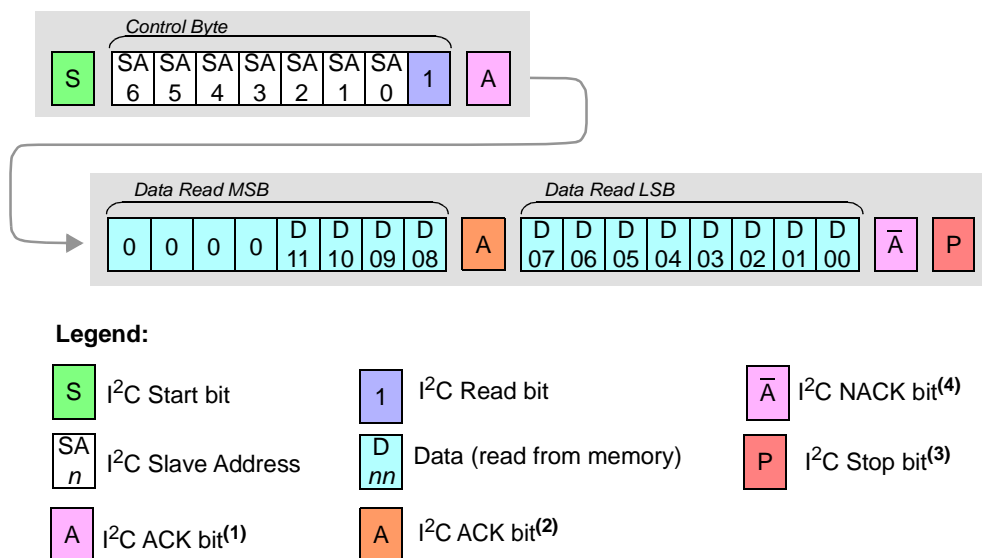 Control Byte
S SA 6 SA 5 SA 4 SA 3 SA 2 SA 1 SA 0 1 A
Data Read MSB Data Read LSB
0 0 0 0 D 11 D 10 D 09 D 08 A D 07 D 06 D 05 D 04 D 03 D 02 D 01 D 00 A̅ P
Legend:
S I²C Start bit 1 I²C Read bit A̅ I²C NACK bit(4)
SA n I²C Slave Address D nn Data (read from memory) P I²C Stop bit(3)
A I²C ACK bit(1) A I²C ACK bit(2)